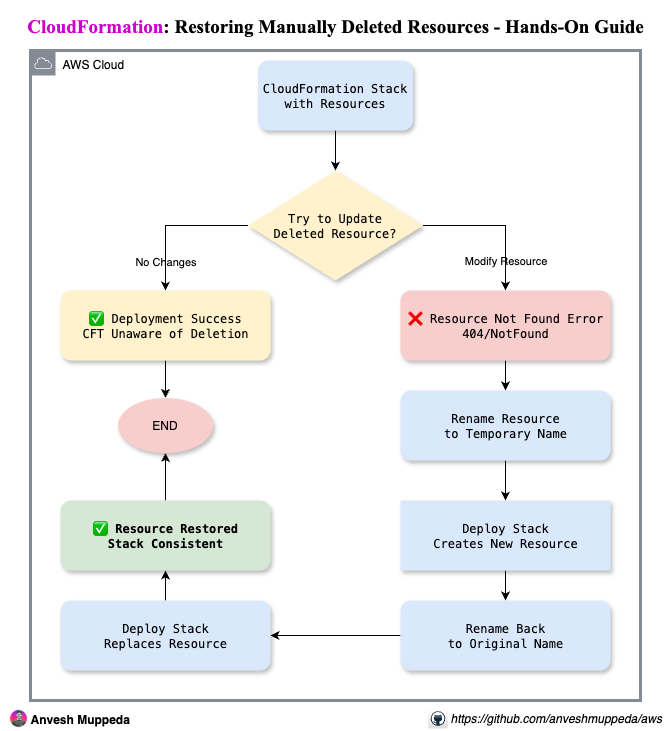 CloudFormation: Restoring Manually Deleted Resources - Hands-On Guide
AWS Cloud
CloudFormation Stack
with Resources
Try to Update
Deleted Resource?
No Changes
Modify Resource
✅ Deployment Success
CFT Unaware of Deletion
❌ Resource Not Found Error
404/NotFound
END
Rename Resource
to Temporary Name
✅ Resource Restored
Stack Consistent
Deploy Stack
Creates New Resource
Deploy Stack
Replaces Resource
Rename Back
to Original Name
Anvesh Muppeda
https://github.com/anveshmuppeda/aws